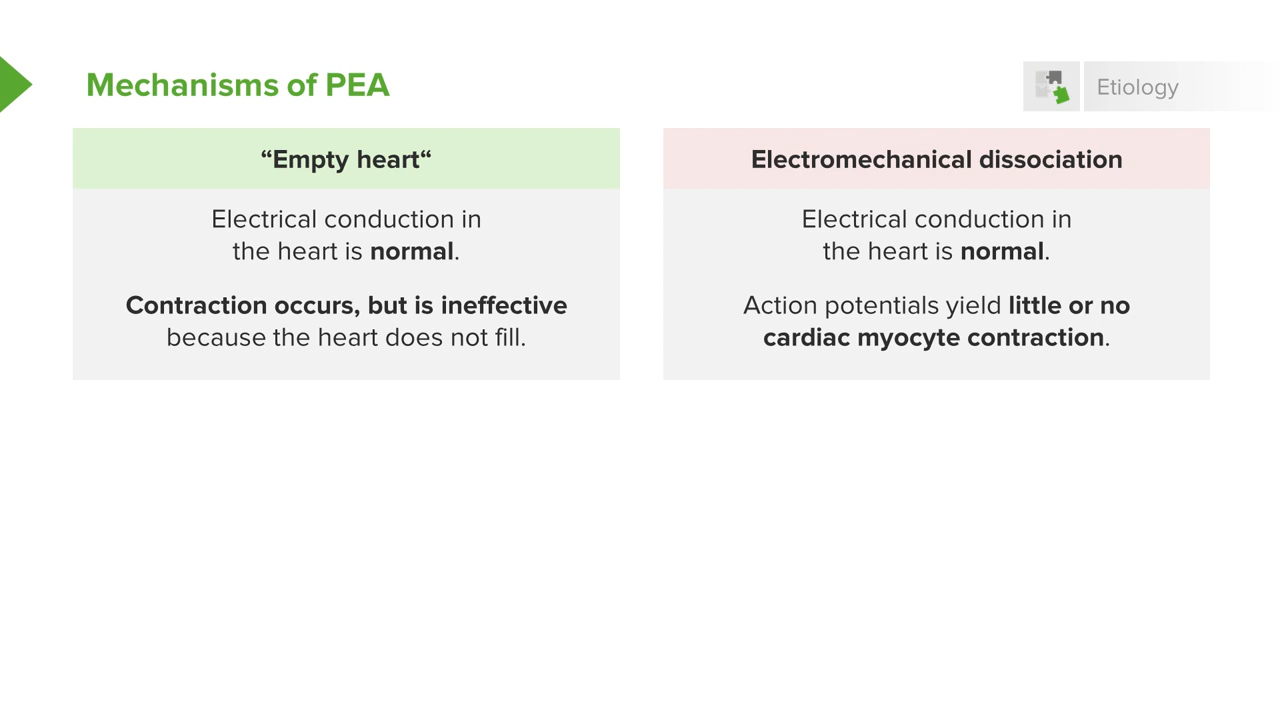 Mechanisms of PEA
Etiology
“Empty heart“
Electrical conduction in
the heart is normal.
Contraction occurs, but is ineffective
because the heart does not fill.
Electromechanical dissociation
Electrical conduction in
the heart is normal.
Action potentials yield little or no
cardiac myocyte contraction.